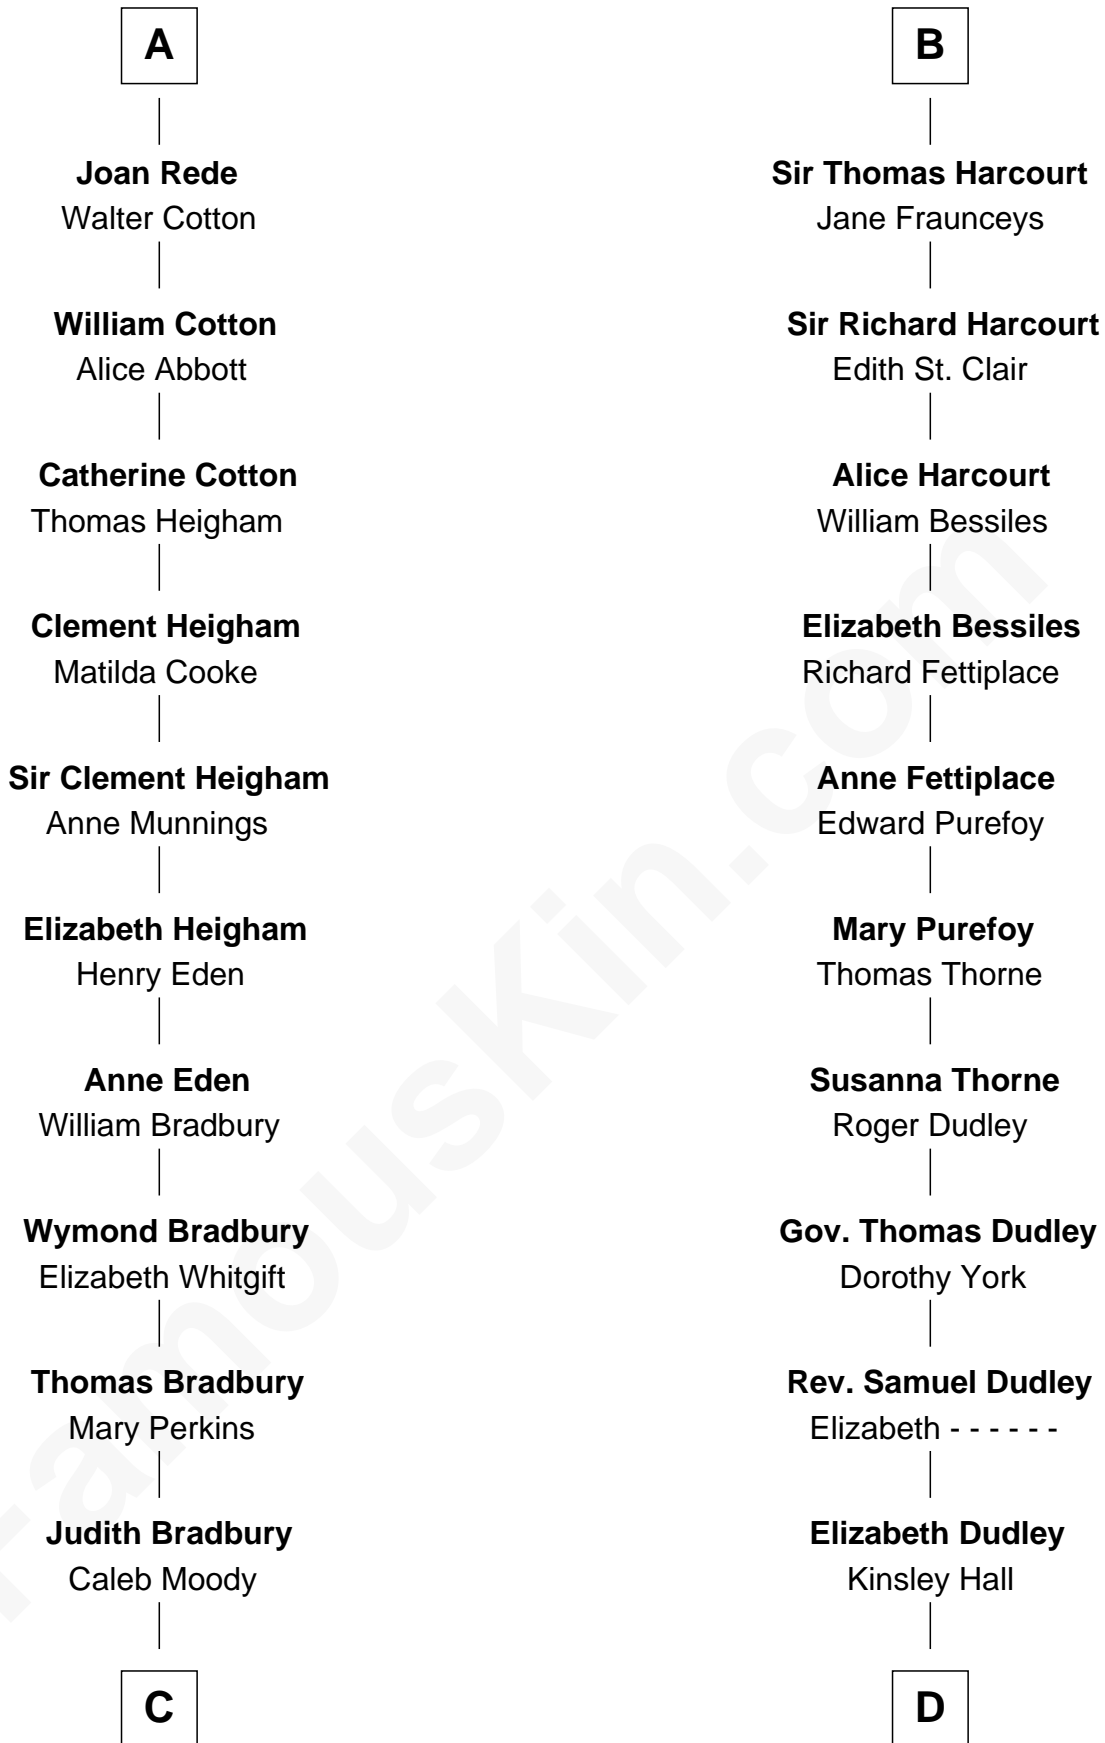 A
Joan Rede
Walter Cotton
William Cotton
Alice Abbott
Catherine Cotton
Thomas Heigham
Clement Heigham
Matilda Cooke
Sir Clement Heigham
Anne Munnings
Elizabeth Heigham
Henry Eden
Anne Eden
William Bradbury
Wymond Bradbury
Elizabeth Whitgift
Thomas Bradbury
Mary Perkins
Judith Bradbury
Caleb Moody
C
B
Sir Thomas Harcourt
Jane Fraunceys
Sir Richard Harcourt
Edith St. Clair
Alice Harcourt
William Bessiles
Elizabeth Bessiles
Richard Fettiplace
Anne Fettiplace
Edward Purefoy
Mary Purefoy
Thomas Thorne
Susanna Thorne
Roger Dudley
Gov. Thomas Dudley
Dorothy York
Rev. Samuel Dudley
Elizabeth - - - - - -
Elizabeth Dudley
Kinsley Hall
D
FamousKin.com